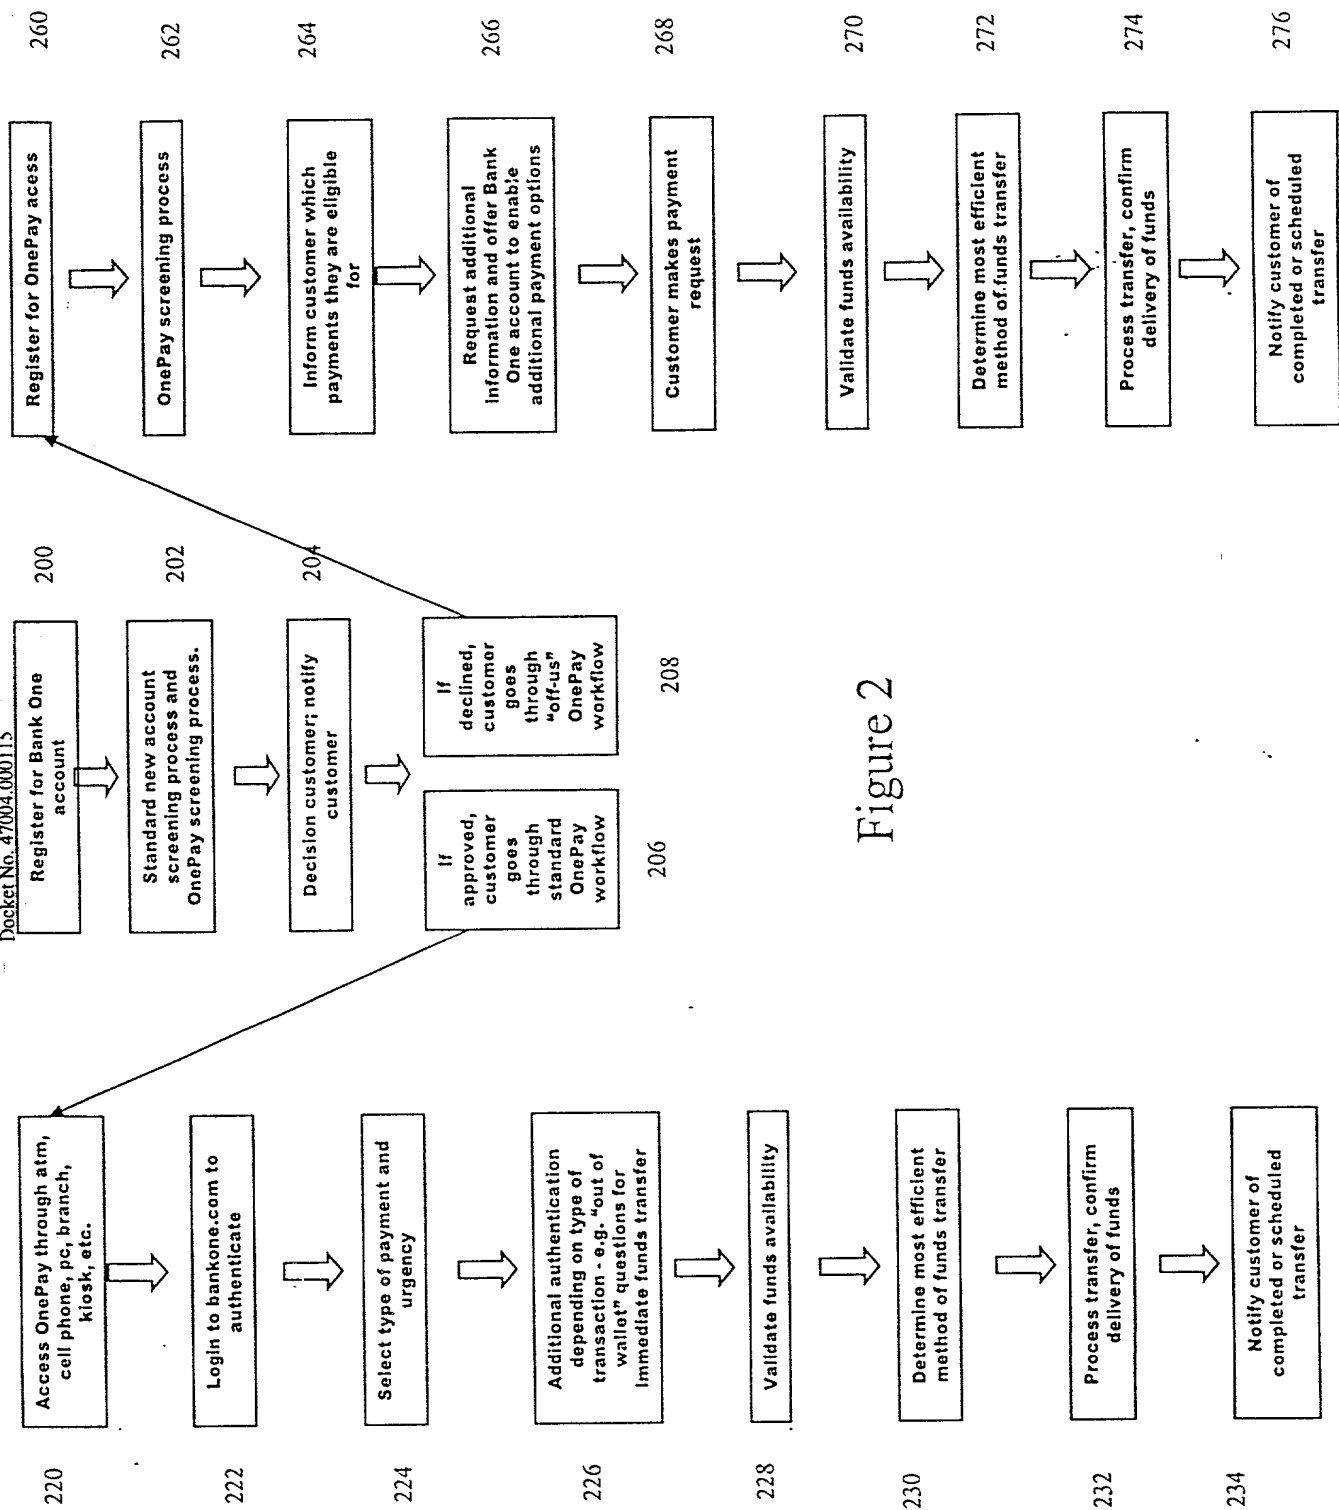 Docket No. 47004.000115
Register for Bank One
account
200
Standard new account
screening process and
OnePay screening process.
202
Decision customer; notify
customer
204
If
approved,
customer
goes
through
standard
OnePay
workflow
206
If
declined,
customer
goes
through
"off-us"
OnePay
workflow
208
220
Access OnePay through atm,
cell phone, pc, branch,
kiosk, etc.
222
Login to bankone.com to
authenticate
224
Select type of payment and
urgency
226
Additional authentication
depending on type of
transaction - e.g. "out of
wallet" questions for
Immediate funds transfer
228
Validate funds availability
230
Determine most efficient
method of funds transfer
232
Process transfer, confirm
delivery of funds
234
Notify customer of
completed or scheduled
transfer
Register for OnePay acess
260
OnePay screening process
262
Inform customer which
payments they are eligible
for
264
Request additional
Information and offer Bank
One account to enable
additional payment options
266
Customer makes payment
request
268
Validate funds availability
270
Determine most efficient
method of funds transfer
272
Process transfer, confirm
delivery of funds
274
Notify customer of
completed or scheduled
transfer
276
Figure 2